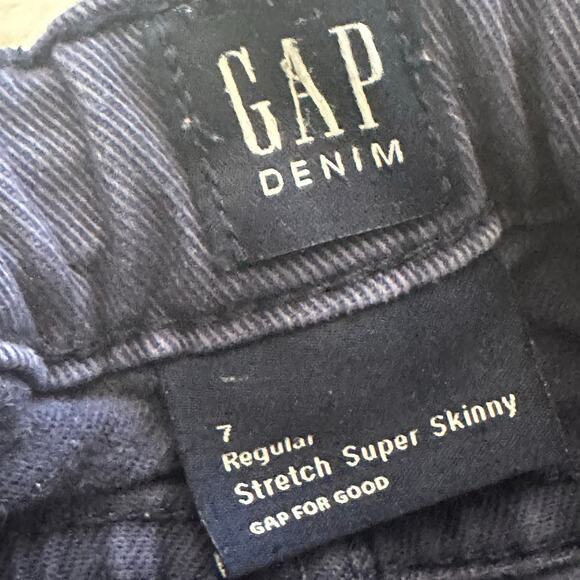 GAP
DENIM
7
Regular
Stretch Super Skinny
GAP FOR GOOD